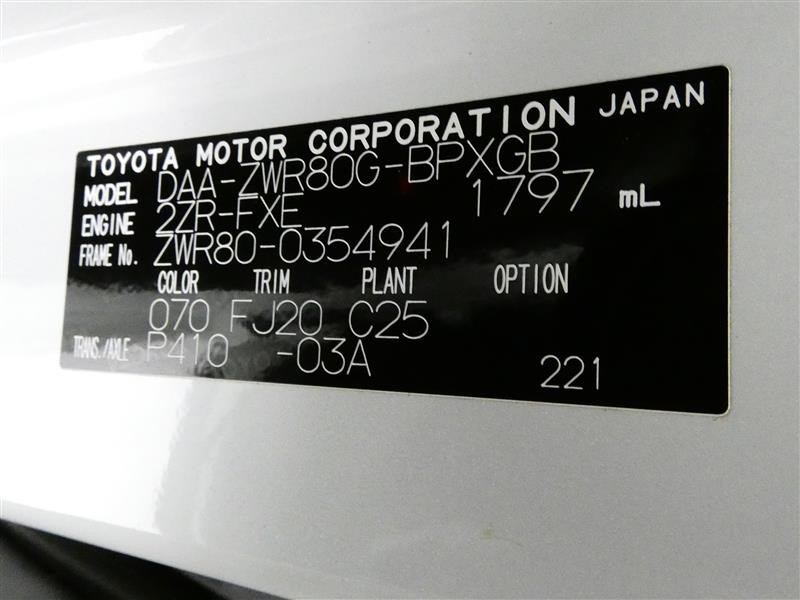 TOYOTA MOTOR CORPORATION JAPAN
MODEL DAA-ZWR80G-BPXGB
ENGINE 2ZR-FXE 1797 mL
FRAME No. ZWR80-0354941
COLOR TRIM PLANT OPTION
070 FJ20 C25
TRANS./AXLE P410 -03A
221